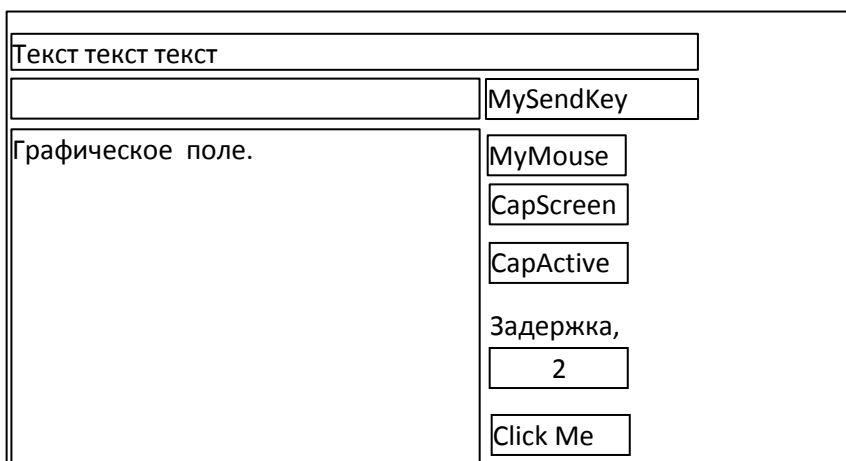 Текст текст текст
MySendKey
Графическое поле.
MyMouse
CapScreen
CapActive
Задержка,
2
Click Me